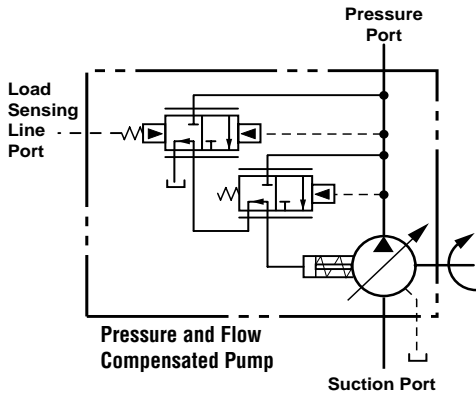 Pressure
Port
Load
Sensing
Line
Port
Pressure and Flow
Compensated Pump
Suction Port